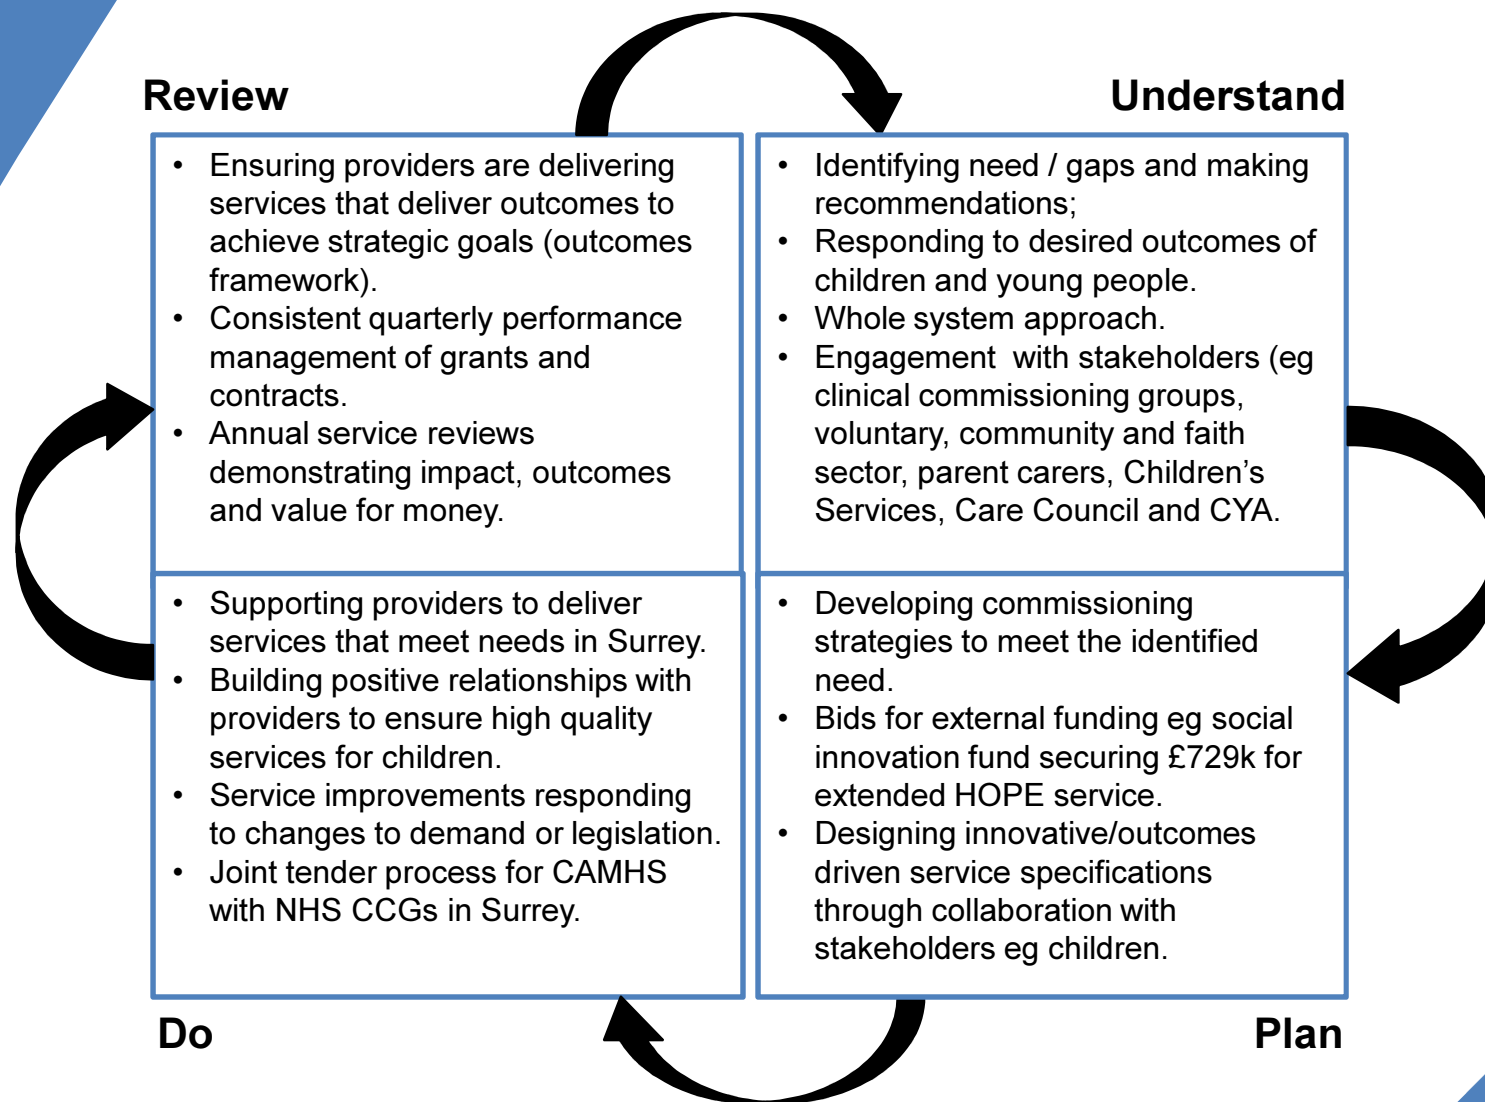 Review
• Ensuring providers are delivering
services that deliver outcomes to
achieve strategic goals (outcomes
framework).
• Consistent quarterly performance
management of grants and
contracts.
• Annual service reviews
demonstrating impact, outcomes
and value for money.
Understand
• Identifying need / gaps and making
recommendations;
• Responding to desired outcomes of
children and young people.
• Whole system approach.
• Engagement with stakeholders (eg
clinical commissioning groups,
voluntary, community and faith
sector, parent carers, Children’s
Services, Care Council and CYA.
• Supporting providers to deliver
services that meet needs in Surrey.
• Building positive relationships with
providers to ensure high quality
services for children.
• Service improvements responding
to changes to demand or legislation.
• Joint tender process for CAMHS
with NHS CCGs in Surrey.
Do
• Developing commissioning
strategies to meet the identified
need.
• Bids for external funding eg social
innovation fund securing £729k for
extended HOPE service.
• Designing innovative/outcomes
driven service specifications
through collaboration with
stakeholders eg children.
Plan